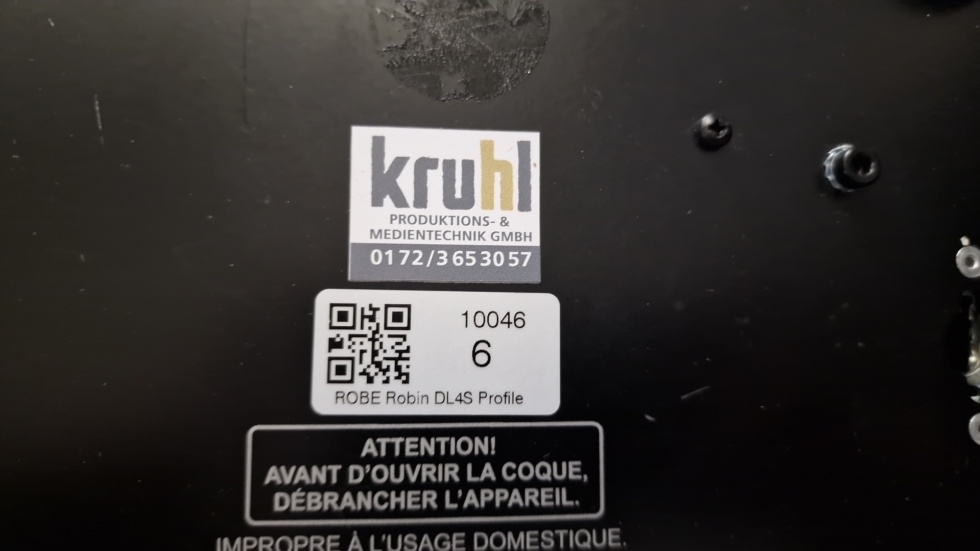 kruhl
PRODUKTIONS- &
MEDIENTECHNIK GMBH
0172/3653057
10046
6
ROBE Robin DL4S Profile
ATTENTION!
AVANT D'OUVRIR LA COQUE,
DÉBRANCHER L'APPAREIL.
IMPROPRE À L'USAGE DOMESTIQUE.